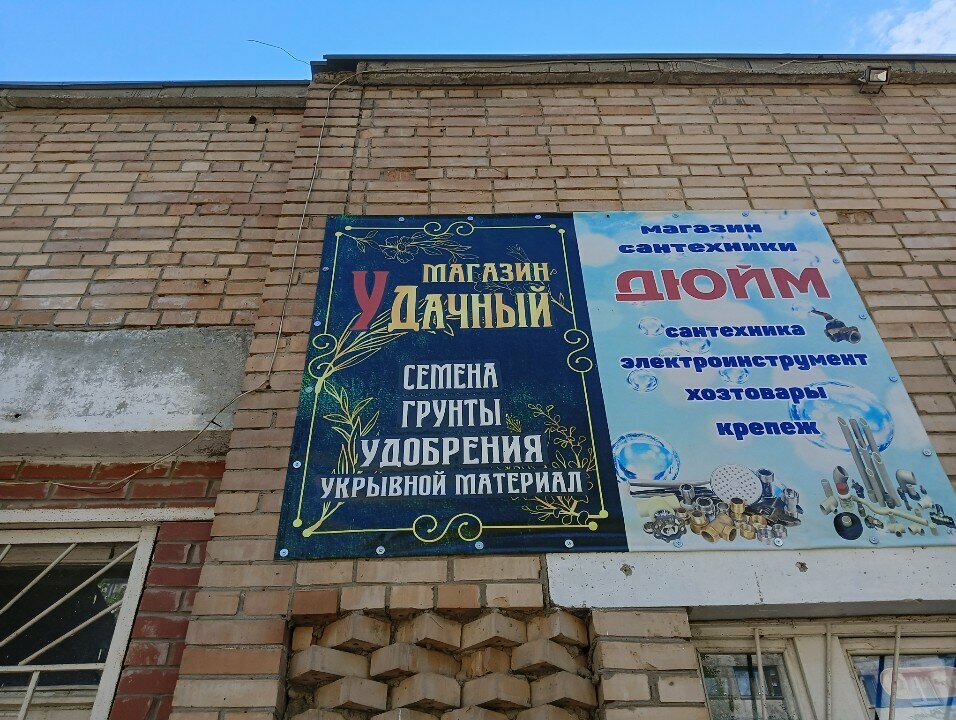 МАГАЗИН
УДАЧНЫЙ
СЕМЕНА
ГРУНТЫ
УДОБРЕНИЯ
УКРЫВНОЙ МАТЕРИАЛ
магазин
сантехники
ДЮЙМ
сантехника
электроинструмент
хозтовары
крепеж